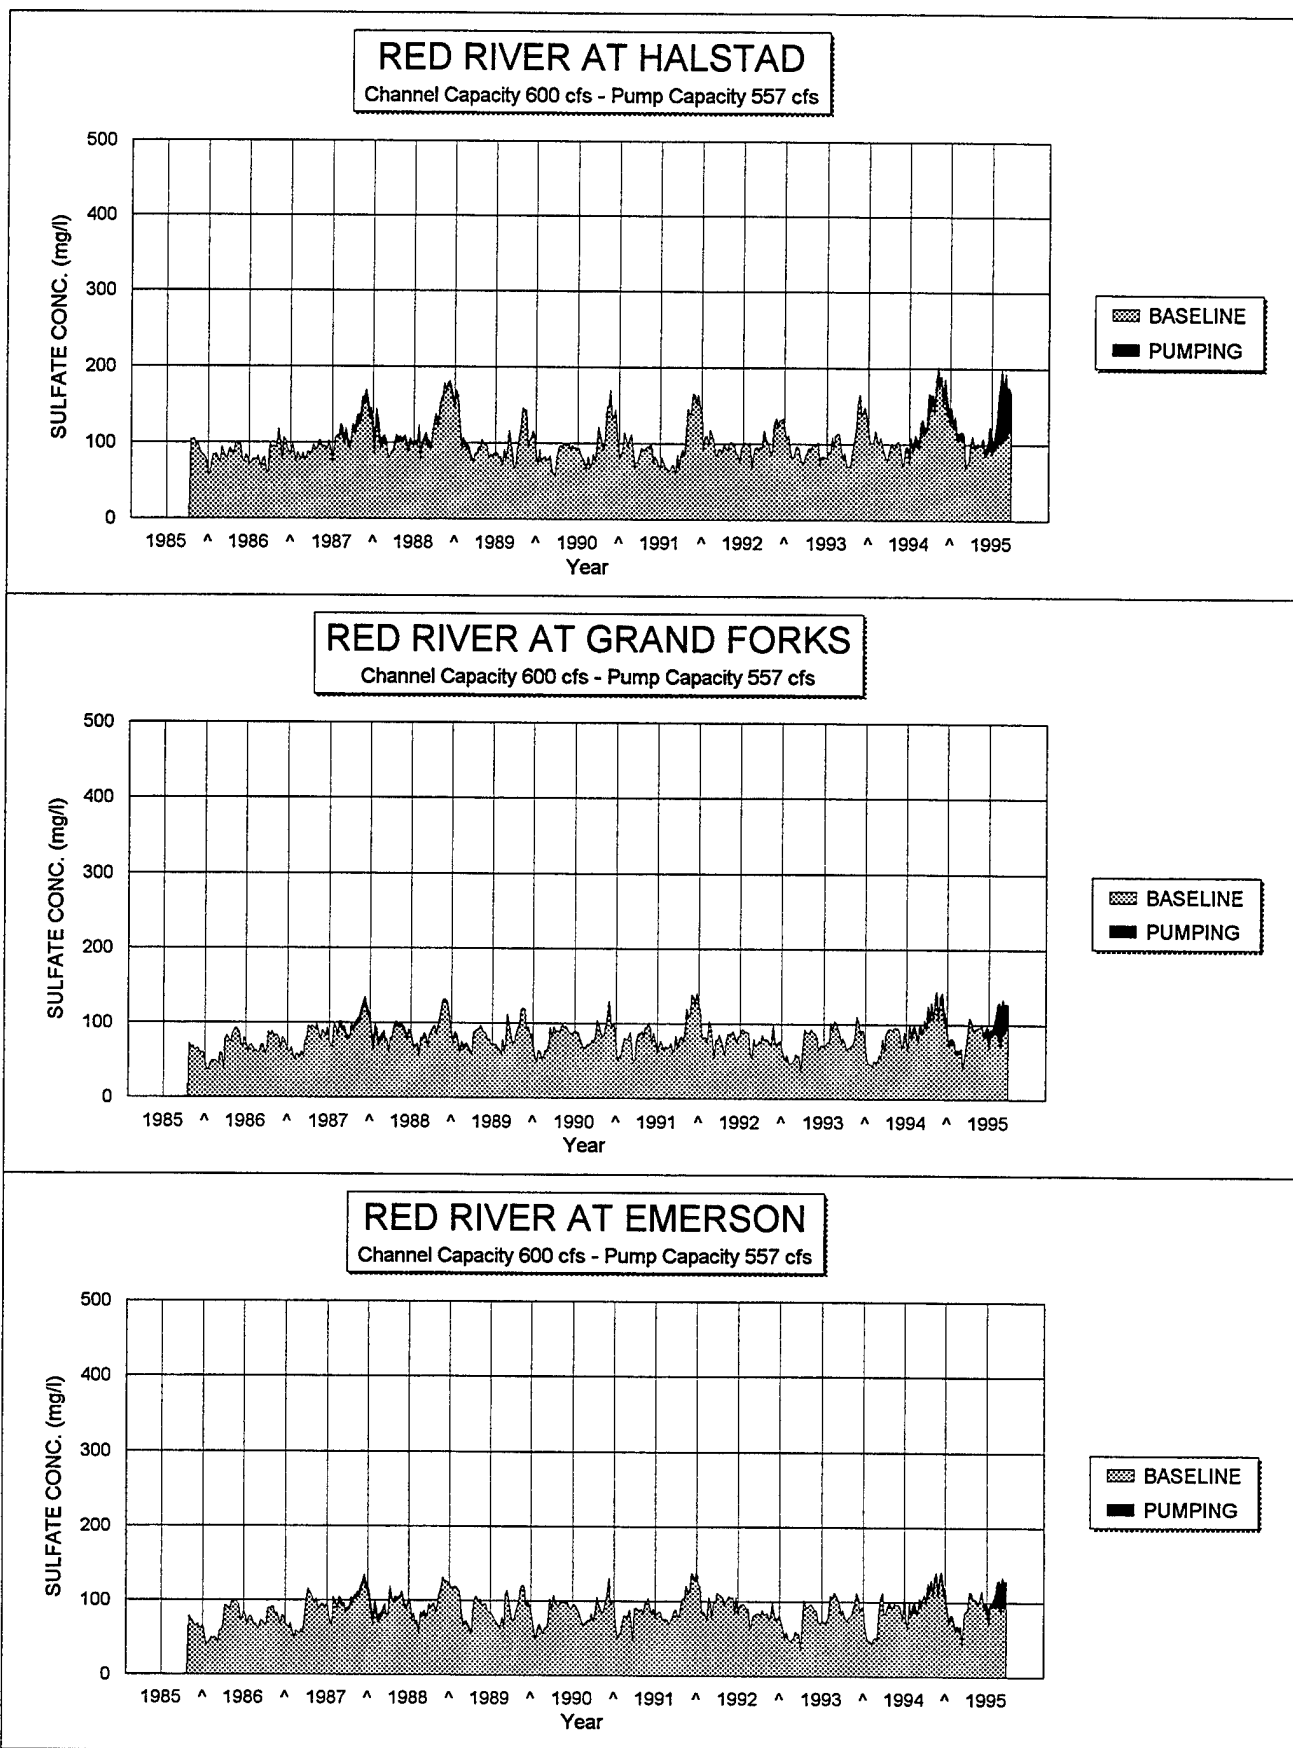 RED RIVER AT HALSTAD
Channel Capacity 600 cfs - Pump Capacity 557 cfs
SULFATE CONC. (mg/l)
500
400
300
200
100
0
1985 ^ 1986 ^ 1987 ^ 1988 ^ 1989 ^ 1990 ^ 1991 ^ 1992 ^ 1993 ^ 1994 ^ 1995
Year
BASELINE
PUMPING
RED RIVER AT GRAND FORKS
Channel Capacity 600 cfs - Pump Capacity 557 cfs
SULFATE CONC. (mg/l)
500
400
300
200
100
0
1985 ^ 1986 ^ 1987 ^ 1988 ^ 1989 ^ 1990 ^ 1991 ^ 1992 ^ 1993 ^ 1994 ^ 1995
Year
BASELINE
PUMPING
RED RIVER AT EMERSON
Channel Capacity 600 cfs - Pump Capacity 557 cfs
SULFATE CONC. (mg/l)
500
400
300
200
100
0
1985 ^ 1986 ^ 1987 ^ 1988 ^ 1989 ^ 1990 ^ 1991 ^ 1992 ^ 1993 ^ 1994 ^ 1995
Year
BASELINE
PUMPING